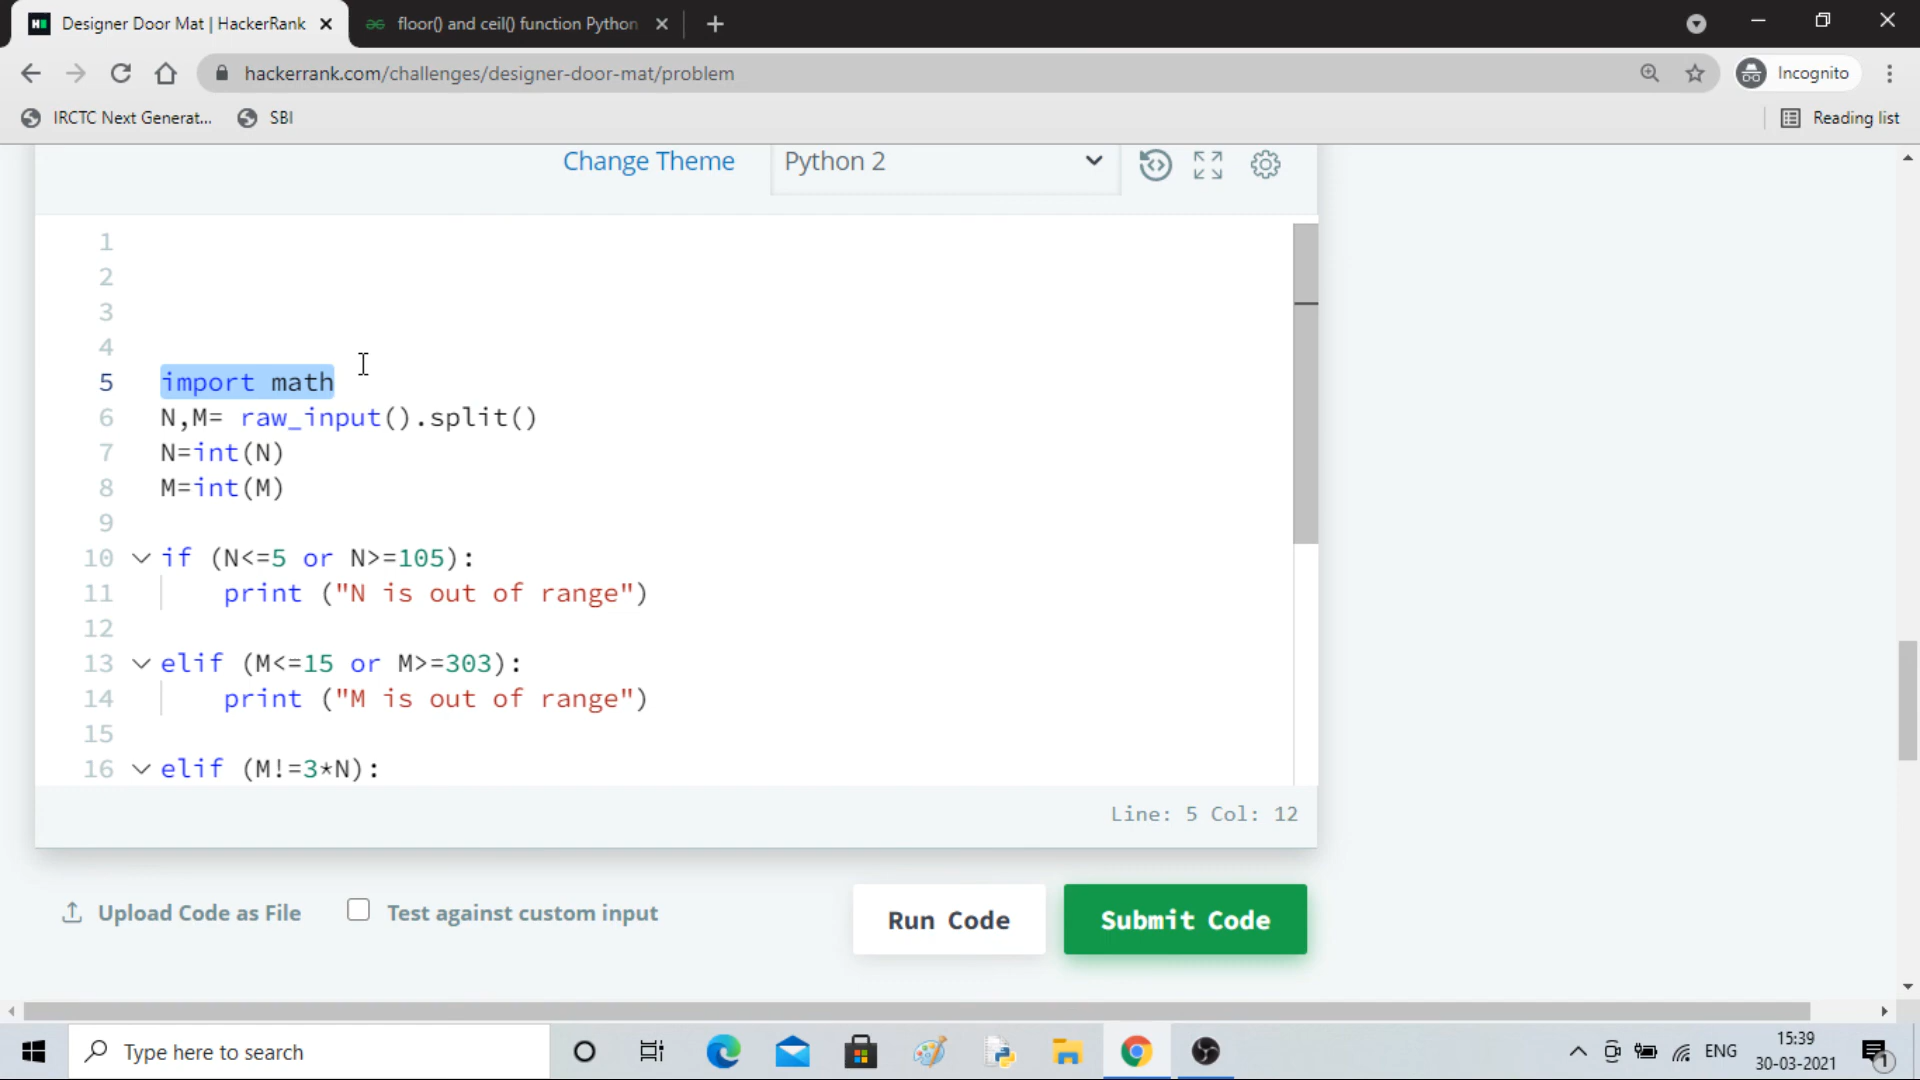 Designer Door Mat | HackerRank
floor() and ceil() function Python
hackerrank.com/challenges/designer-door-mat/problem
Incognito
IRCTC Next Generat...
SBI
Reading list
Change Theme
Python 2
1
2
3
4
5 import math
6 N,M= raw_input().split()
7 N=int(N)
8 M=int(M)
9
10 if (N<=5 or N>=105):
11 print ("N is out of range")
12
13 elif (M<=15 or M>=303):
14 print ("M is out of range")
15
16 elif (M!=3*N):
Line: 5 Col: 12
Upload Code as File
Test against custom input
Run Code
Submit Code
Type here to search
ENG
15:39
30-03-2021
1